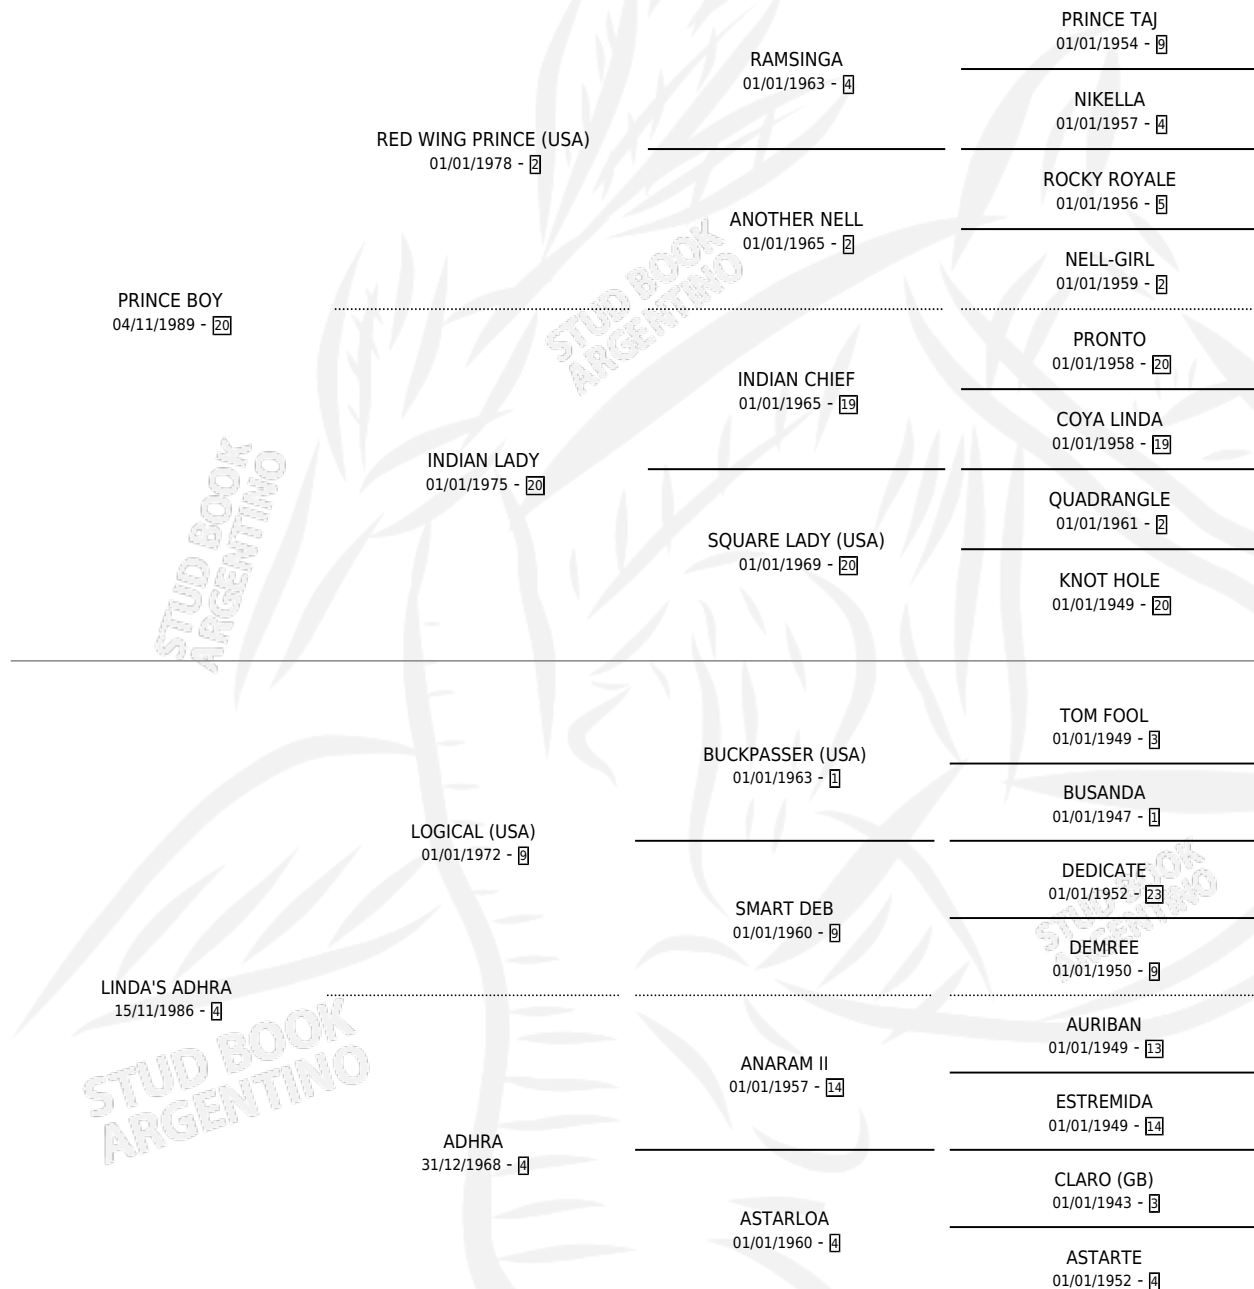 PRINCE TAJ
01/01/1954 - 9
RAMSINGA
01/01/1963 - 4
NIKELLA
01/01/1957 - 4
RED WING PRINCE (USA)
01/01/1978 - 2
ROCKY ROYALE
01/01/1956 - 5
ANOTHER NELL
01/01/1965 - 2
NELL-GIRL
01/01/1959 - 2
PRINCE BOY
04/11/1989 - 20
PRONTO
01/01/1958 - 20
INDIAN CHIEF
01/01/1965 - 19
COYA LINDA
01/01/1958 - 19
INDIAN LADY
01/01/1975 - 20
QUADRANGLE
01/01/1961 - 2
SQUARE LADY (USA)
01/01/1969 - 20
KNOT HOLE
01/01/1949 - 20
TOM FOOL
01/01/1949 - 3
BUCKPASSER (USA)
01/01/1963 - 1
BUSANDA
01/01/1947 - 1
LOGICAL (USA)
01/01/1972 - 9
DEDICATE
01/01/1952 - 23
SMART DEB
01/01/1960 - 9
DEMREE
01/01/1950 - 9
LINDA'S ADHRA
15/11/1986 - 4
AURIBAN
01/01/1949 - 13
ANARAM II
01/01/1957 - 14
ESTREMIDA
01/01/1949 - 14
ADHRA
31/12/1968 - 4
CLARO (GB)
01/01/1943 - 3
ASTARLOA
01/01/1960 - 4
ASTARTE
01/01/1952 - 4
STUD BOOK
ARGENTINO
STUD BOOK
ARGENTINO
STUD BOOK
ARGENTINO
STUD BOOK
ARGENTINO